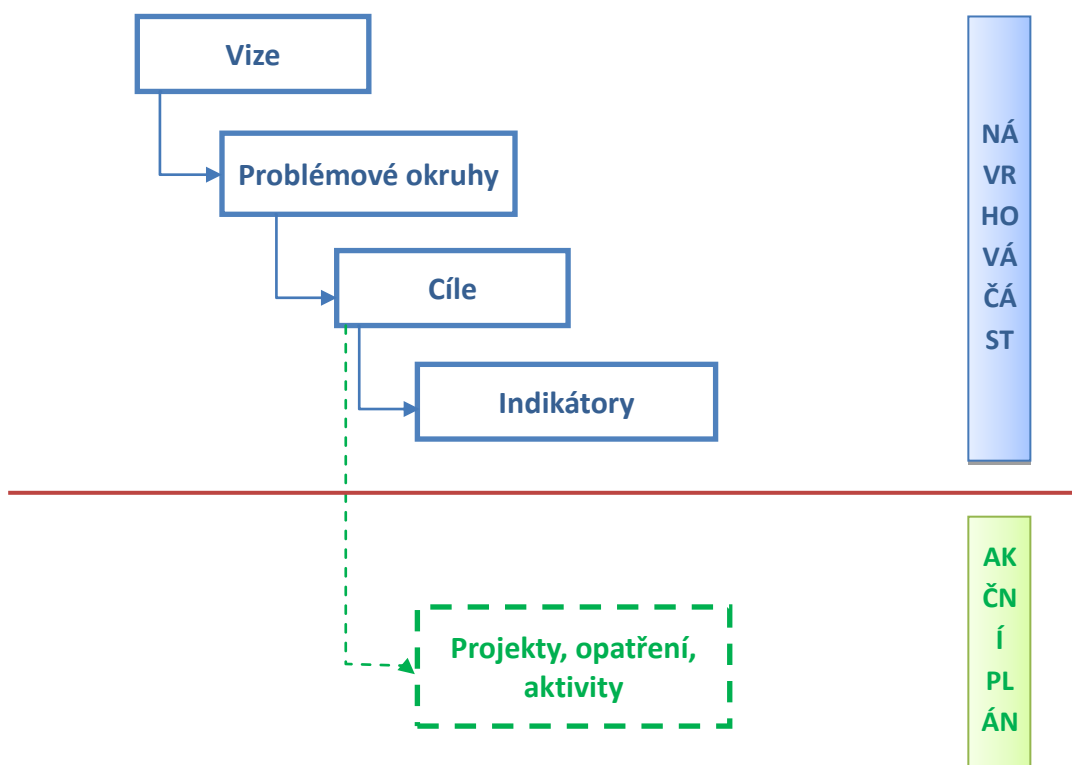 Vize
Problémové okruhy
Cíle
Indikátory
NÁ
VR
HO
VÁ
ČÁ
ST
Projekty, opatření,
aktivity
AK
ČN
Í
PL
ÁN